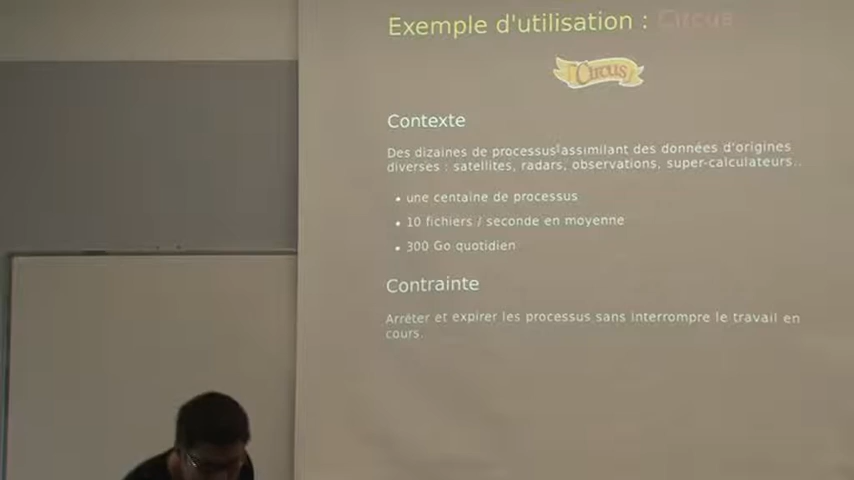 Exemple d'utilisation : Circus
Circus
Contexte
Des dizaines de processus assimilant des données d'origines
diverses : satellites, radars, observations, super-calculateurs..
• une centaine de processus
• 10 fichiers / seconde en moyenne
• 300 Go quotidien
Contrainte
Arrêter et expirer les processus sans interrompre le travail en
cours.